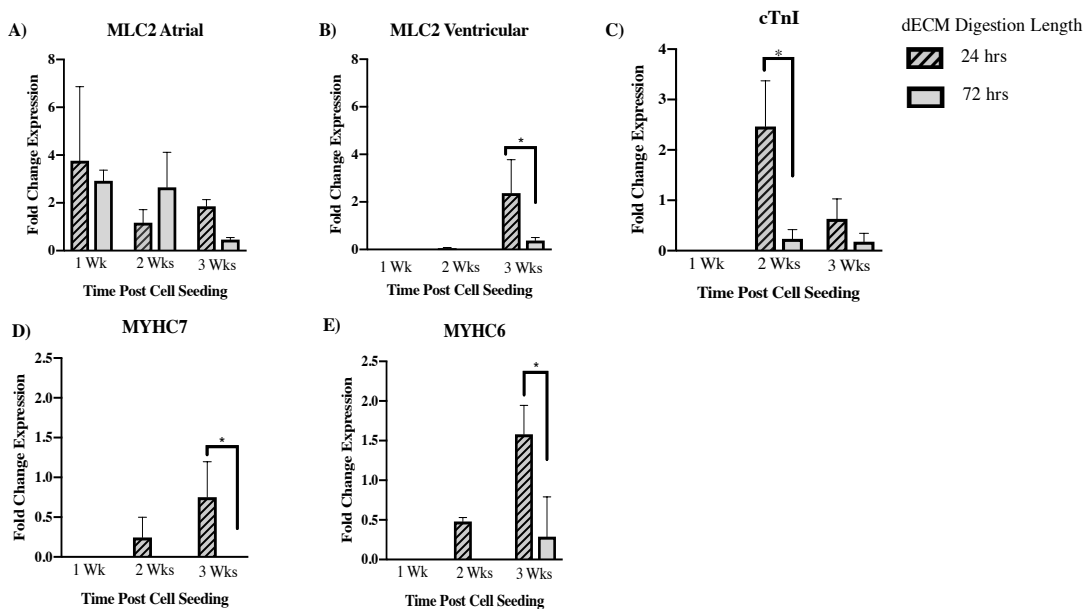 A)
MLC2 Atrial
Fold Change Expression
8
6
4
2
0
1 Wk
2 Wks
3 Wks
Time Post Cell Seeding
B)
MLC2 Ventricular
Fold Change Expression
8
6
4
2
0
*
1 Wk
2 Wks
3 Wks
Time Post Cell Seeding
C)
cTnI
Fold Change Expression
4
3
2
1
0
*
1 Wk
2 Wks
3 Wks
Time Post Cell Seeding
dECM Digestion Length
24 hrs
72 hrs
D)
MYHC7
Fold Change Expression
2.5
2.0
1.5
1.0
0.5
0.0
*
1 Wk
2 Wks
3 Wks
Time Post Cell Seeding
E)
MYHC6
Fold Change Expression
2.5
2.0
1.5
1.0
0.5
0.0
*
1 Wk
2 Wks
3 Wks
Time Post Cell Seeding